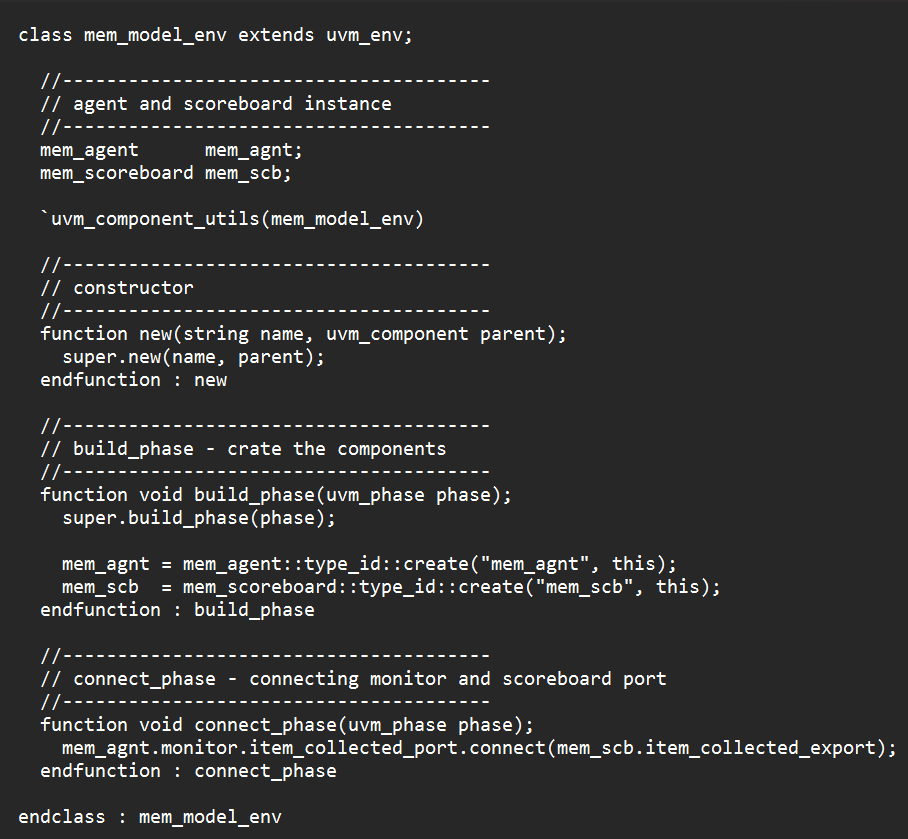 class mem_model_env extends uvm_env;

  //---------------------------------------
  // agent and scoreboard instance
  //---------------------------------------
  mem_agent      mem_agnt;
  mem_scoreboard mem_scb;

  `uvm_component_utils(mem_model_env)

  //---------------------------------------
  // constructor
  //---------------------------------------
  function new(string name, uvm_component parent);
    super.new(name, parent);
  endfunction : new

  //---------------------------------------
  // build_phase - crate the components
  //---------------------------------------
  function void build_phase(uvm_phase phase);
    super.build_phase(phase);

    mem_agnt = mem_agent::type_id::create("mem_agnt", this);
    mem_scb  = mem_scoreboard::type_id::create("mem_scb", this);
  endfunction : build_phase

  //---------------------------------------
  // connect_phase - connecting monitor and scoreboard port
  //---------------------------------------
  function void connect_phase(uvm_phase phase);
    mem_agnt.monitor.item_collected_port.connect(mem_scb.item_collected_export);
  endfunction : connect_phase

endclass : mem_model_env